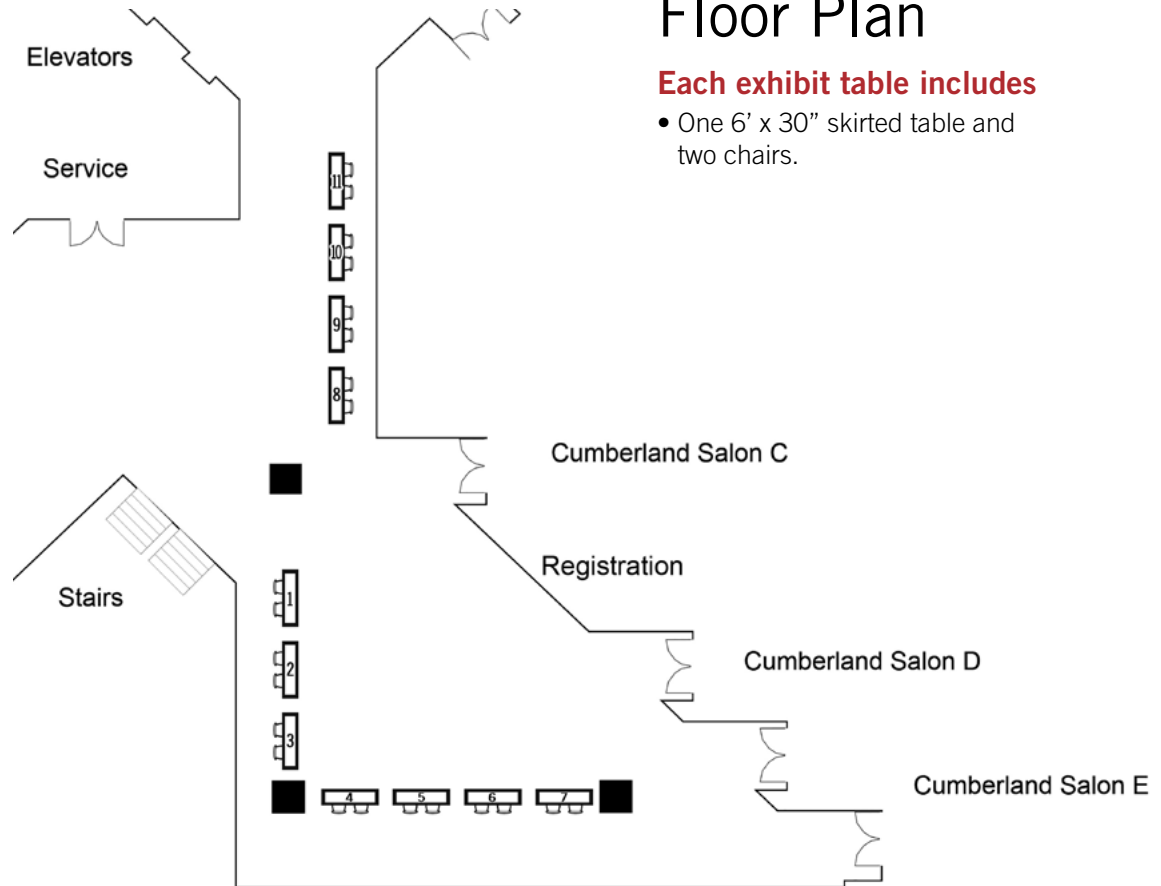 Floor Plan
Each exhibit table includes
• One 6’ x 30” skirted table and
two chairs.
Elevators
Service
11
10
9
8
Cumberland Salon C
Registration
Stairs
1
2
3
Cumberland Salon D
4 5 6 7
Cumberland Salon E